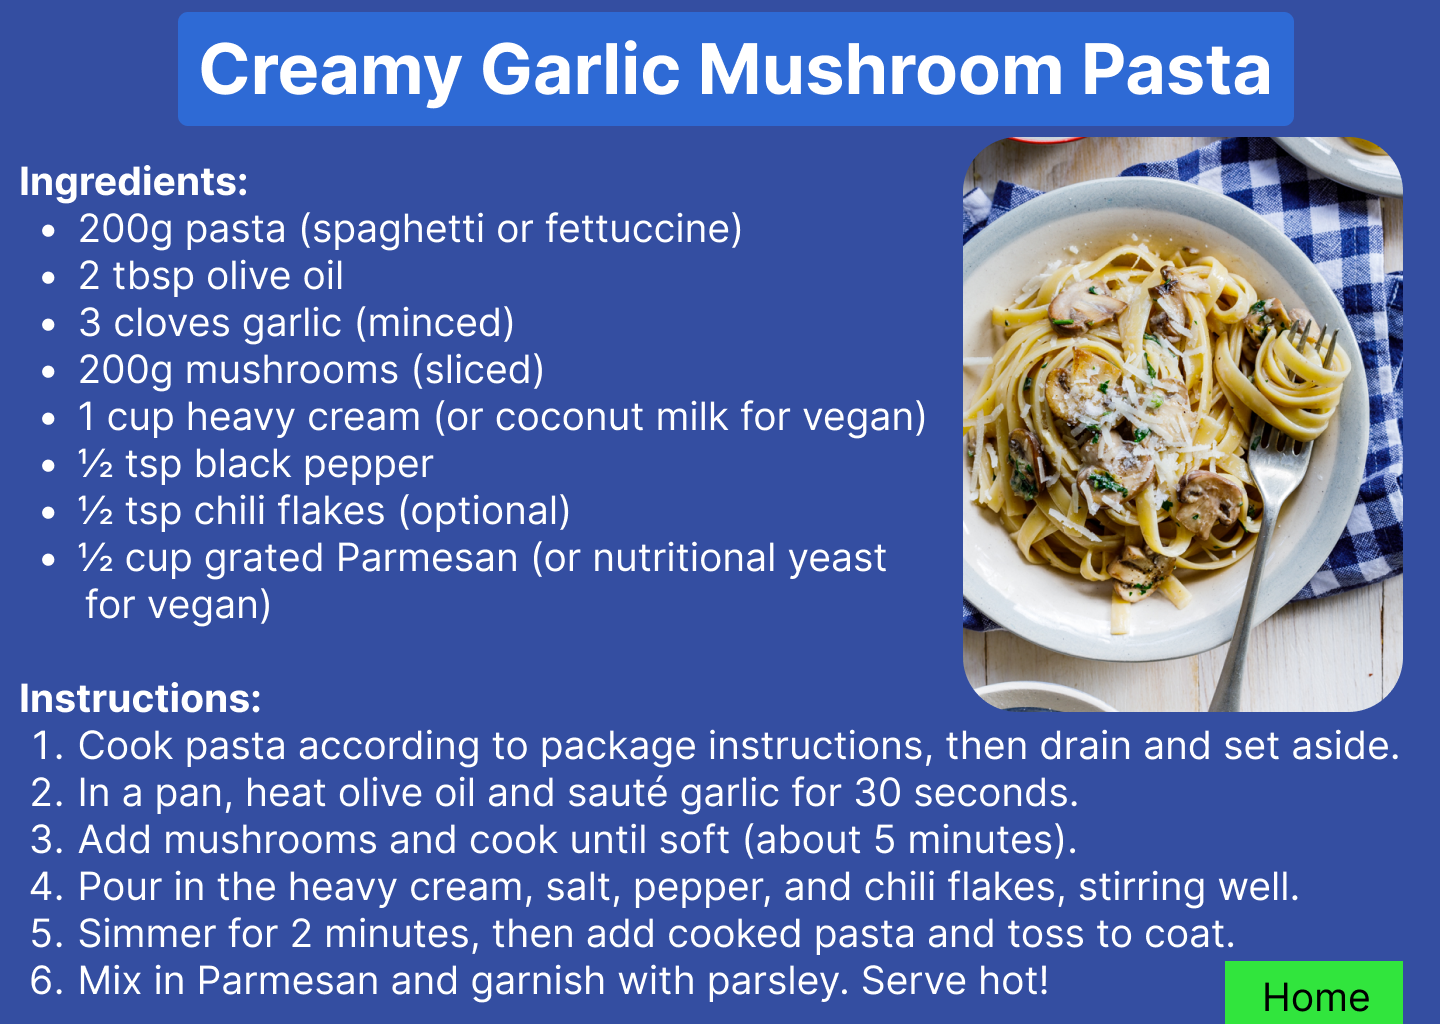 Creamy Garlic Mushroom Pasta
Ingredients:
• 200g pasta (spaghetti or fettuccine)
• 2 tbsp olive oil
• 3 cloves garlic (minced)
• 200g mushrooms (sliced)
• 1 cup heavy cream (or coconut milk for vegan)
• ½ tsp black pepper
• ½ tsp chili flakes (optional)
• ½ cup grated Parmesan (or nutritional yeast
for vegan)
Instructions:
1. Cook pasta according to package instructions, then drain and set aside.
2. In a pan, heat olive oil and sauté garlic for 30 seconds.
3. Add mushrooms and cook until soft (about 5 minutes).
4. Pour in the heavy cream, salt, pepper, and chili flakes, stirring well.
5. Simmer for 2 minutes, then add cooked pasta and toss to coat.
6. Mix in Parmesan and garnish with parsley. Serve hot!
Home